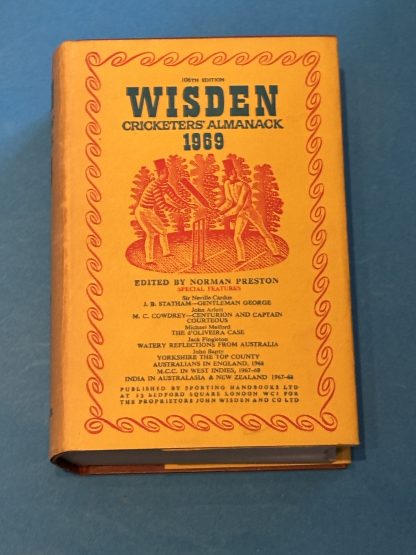 106TH EDITION
WISDEN
CRICKETERS' ALMANACK
1969
EDITED BY NORMAN PRESTON
SPECIAL FEATURES
Sir Neville Cardus
J. B. STATHAM—GENTLEMAN GEORGE
John Arlott
M. C. COWDREY—CENTURION AND CAPTAIN
COURTEOUS
Michael Melford
THE D'OLIVEIRA CASE
Jack Fingleton
WATERY REFLECTIONS FROM AUSTRALIA
John Bapty
YORKSHIRE THE TOP COUNTY
AUSTRALIANS IN ENGLAND, 1968
M.C.C. IN WEST INDIES, 1967-68
INDIA IN AUSTRALASIA & NEW ZEALAND 1967-68
PUBLISHED BY SPORTING HANDBOOKS LTD
AT 13 BEDFORD SQUARE LONDON WC1 FOR
THE PROPRIETORS JOHN WISDEN AND CO LTD